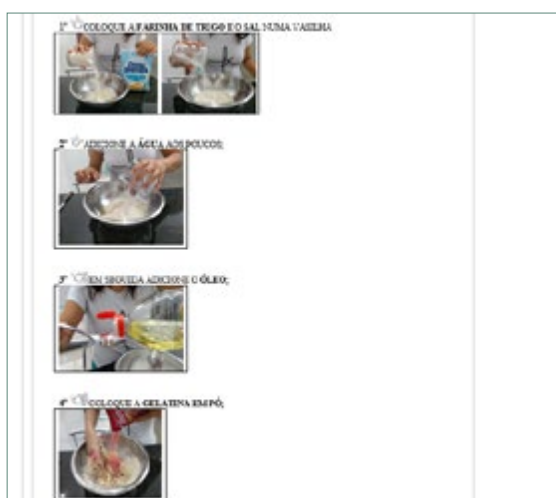 1º COLOQUE A FARINHA DE TRIGO E O SAL NUMA VASILHA
2º ADICIONE A ÁGUA AOS POUCOS;
3º EM SEGUIDA ADICIONE O ÓLEO;
4º COLOQUE A GELATINA EM PÓ;